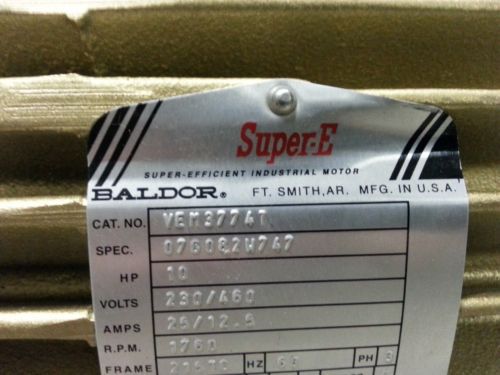 Super-E
SUPER-EFFICIENT INDUSTRIAL MOTOR
BALDOR® FT. SMITH, AR. MFG. IN U.S.A.
CAT. NO. VEM3774T
SPEC. 07G082W747
HP 10
VOLTS 230/460
AMPS 25/12.5
R.P.M. 1760
FRAME 215TC HZ 60 PH 3